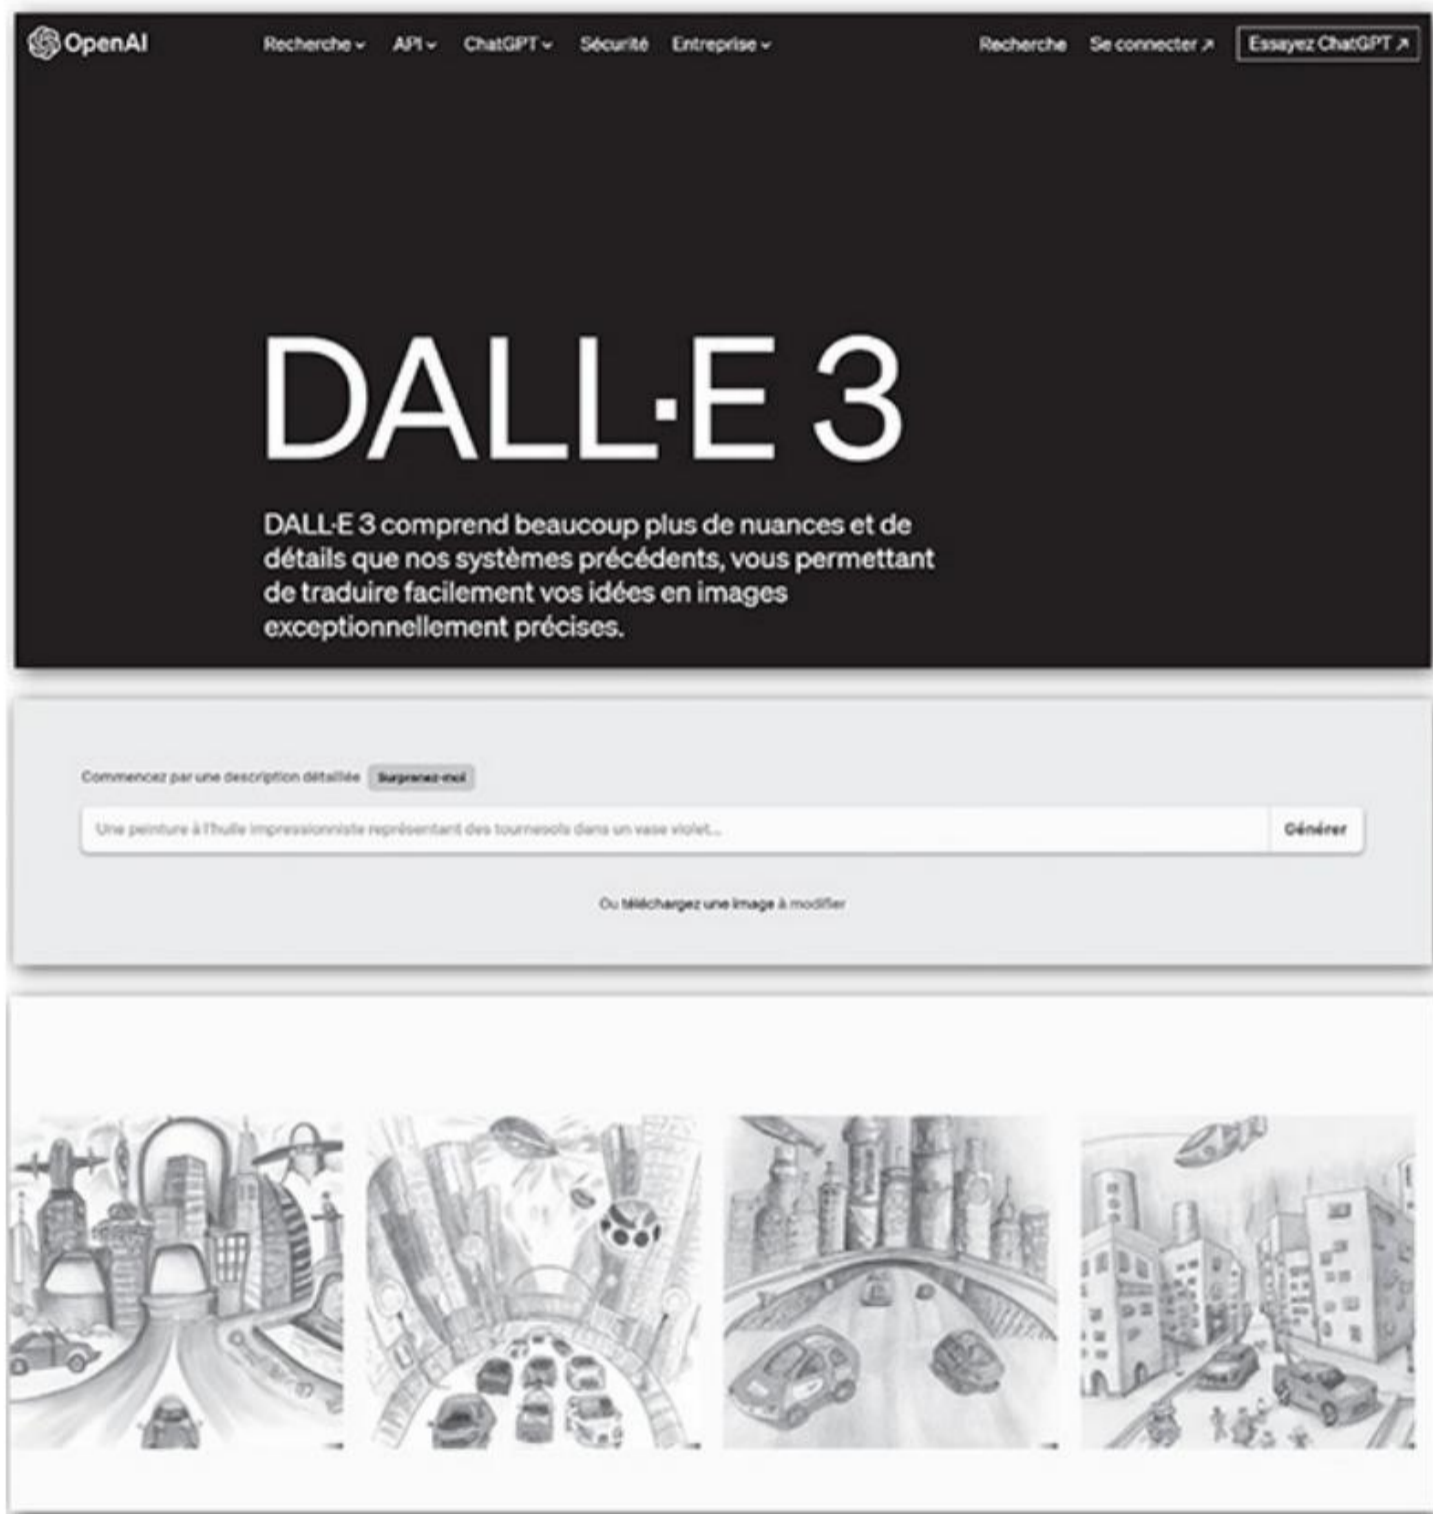 OpenAI
Recherche API ChatGPT Sécurité Entreprise
Recherche Se connecter ↗ Essayez ChatGPT ↗
DALL·E 3
DALL·E 3 comprend beaucoup plus de nuances et de
détails que nos systèmes précédents, vous permettant
de traduire facilement vos idées en images
exceptionnellement précises.
Commencez par une description détaillée Surprenez-moi
Une peinture à l'huile impressionniste représentant des tournesols dans un vase violet...
Générer
Ou téléchargez une image à modifier